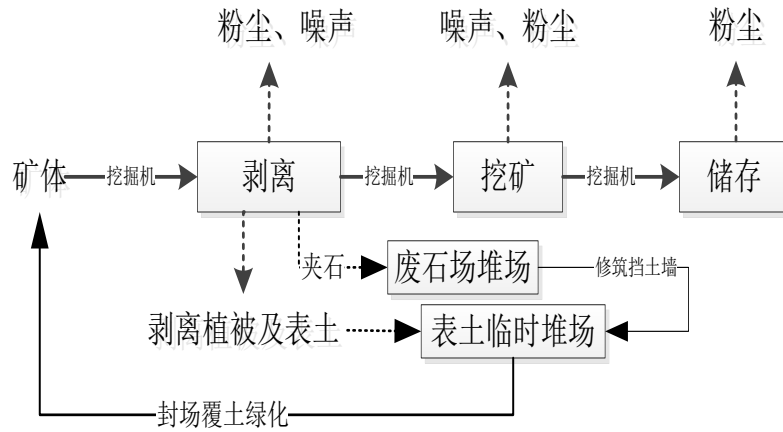 粉尘、噪声
噪声、粉尘
粉尘
矿体
挖掘机
剥离
挖掘机
挖矿
挖掘机
储存
夹石
废石场堆场
修筑挡土墙
剥离植被及表土
表土临时堆场
封场覆土绿化